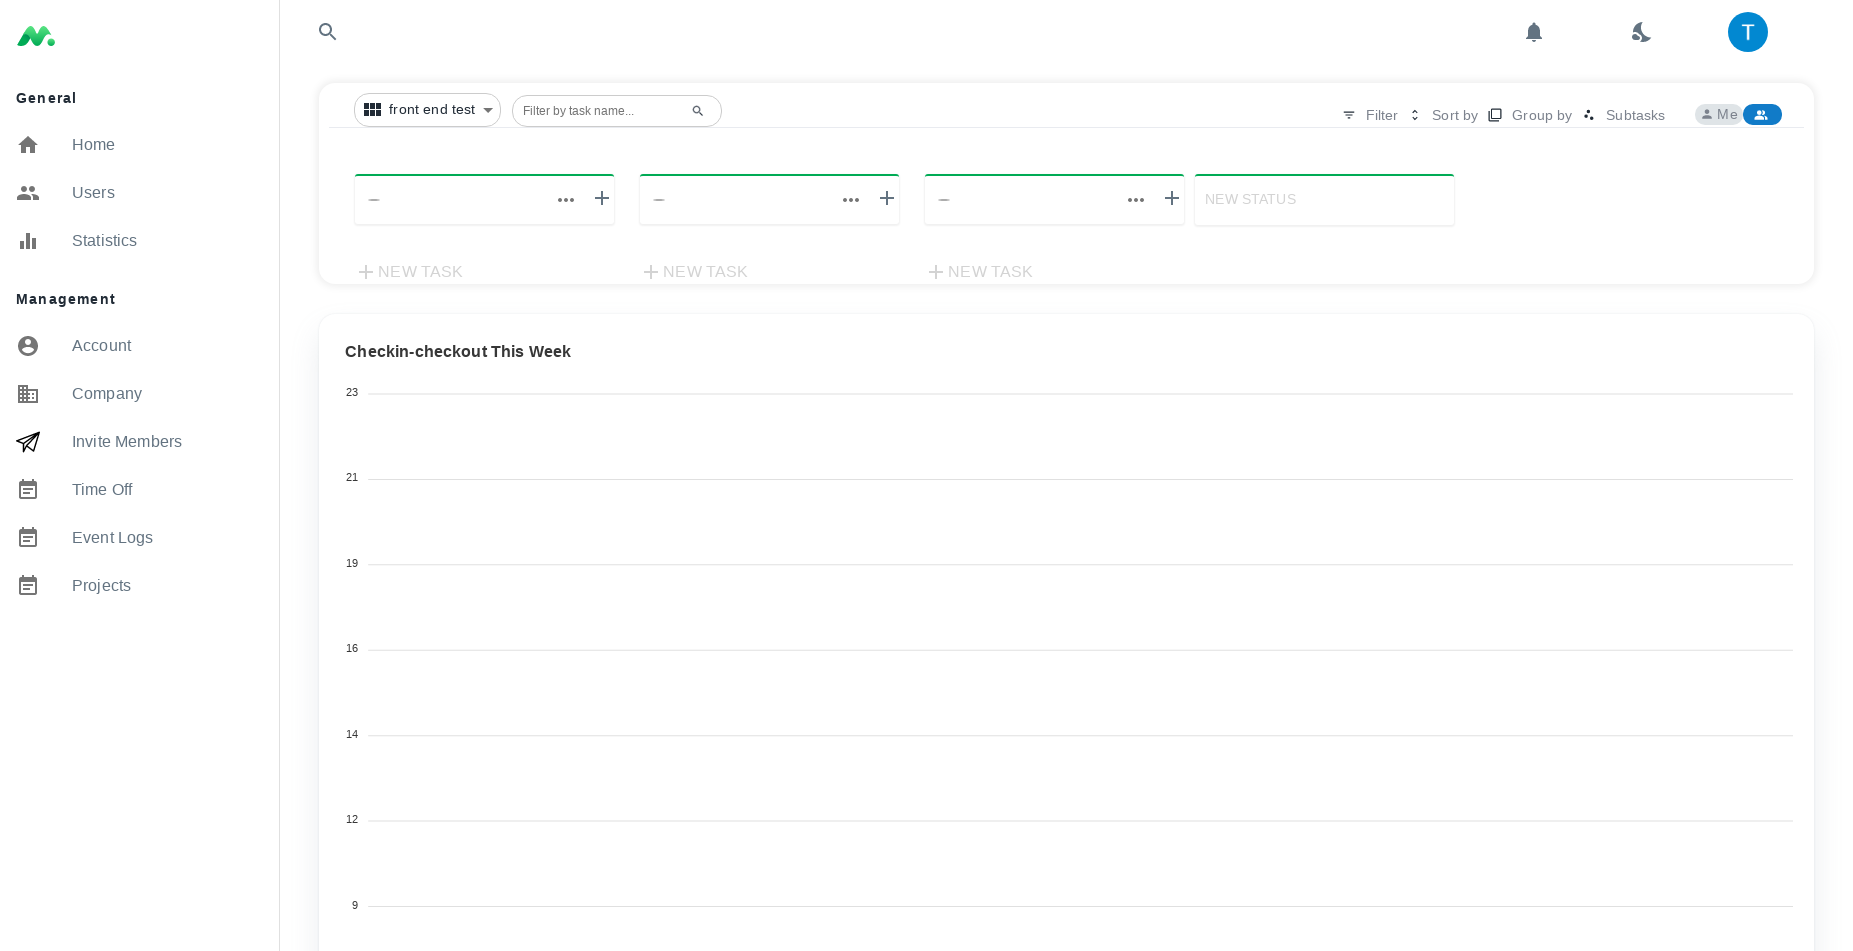 T
General
Home
Users
Statistics
Management
Account
Company
Invite Members
Time Off
Event Logs
Projects
front end test
Filter by task name...
Filter
Sort by
Group by
Subtasks
Me
NEW STATUS
NEW TASK
NEW TASK
NEW TASK
Checkin-checkout This Week
23
21
19
16
14
12
9